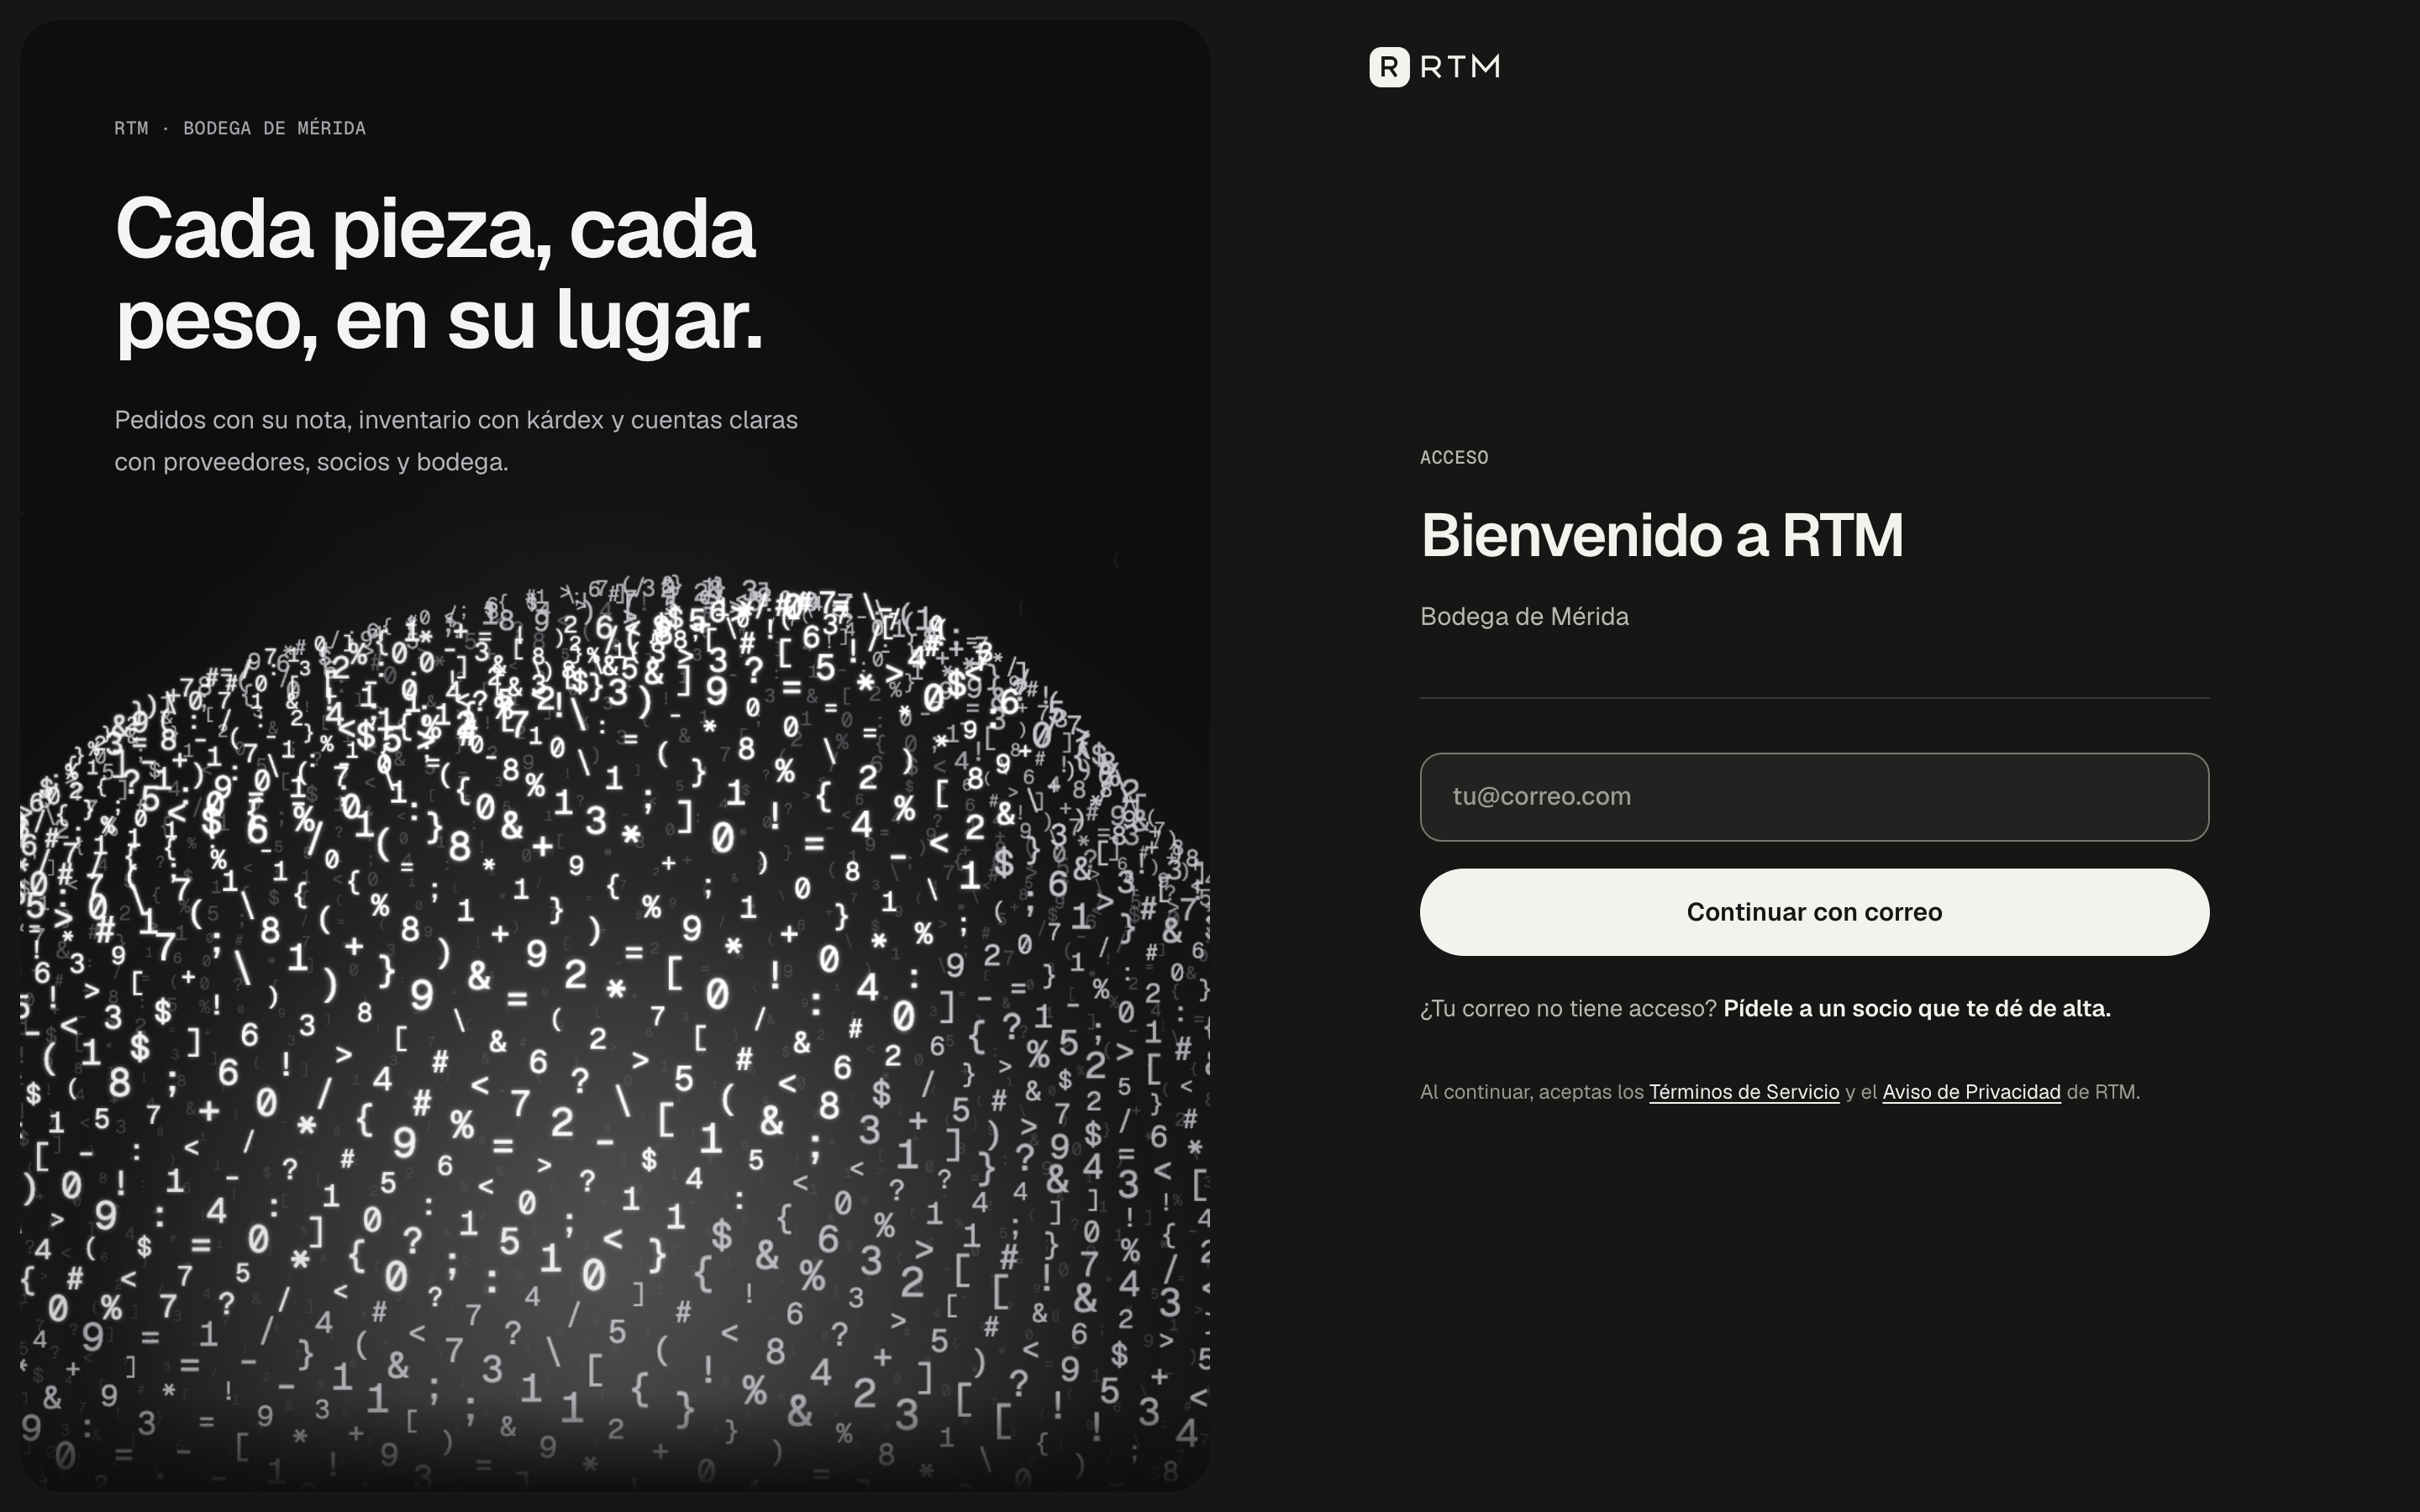 RTM · BODEGA DE MÉRIDA
Cada pieza, cada
peso, en su lugar.
Pedidos con su nota, inventario con kárdex y cuentas claras
con proveedores, socios y bodega.
R RTM
ACCESO
Bienvenido a RTM
Bodega de Mérida
tu@correo.com
Continuar con correo
¿Tu correo no tiene acceso? Pídele a un socio que te dé de alta.
Al continuar, aceptas los Términos de Servicio y el Aviso de Privacidad de RTM.